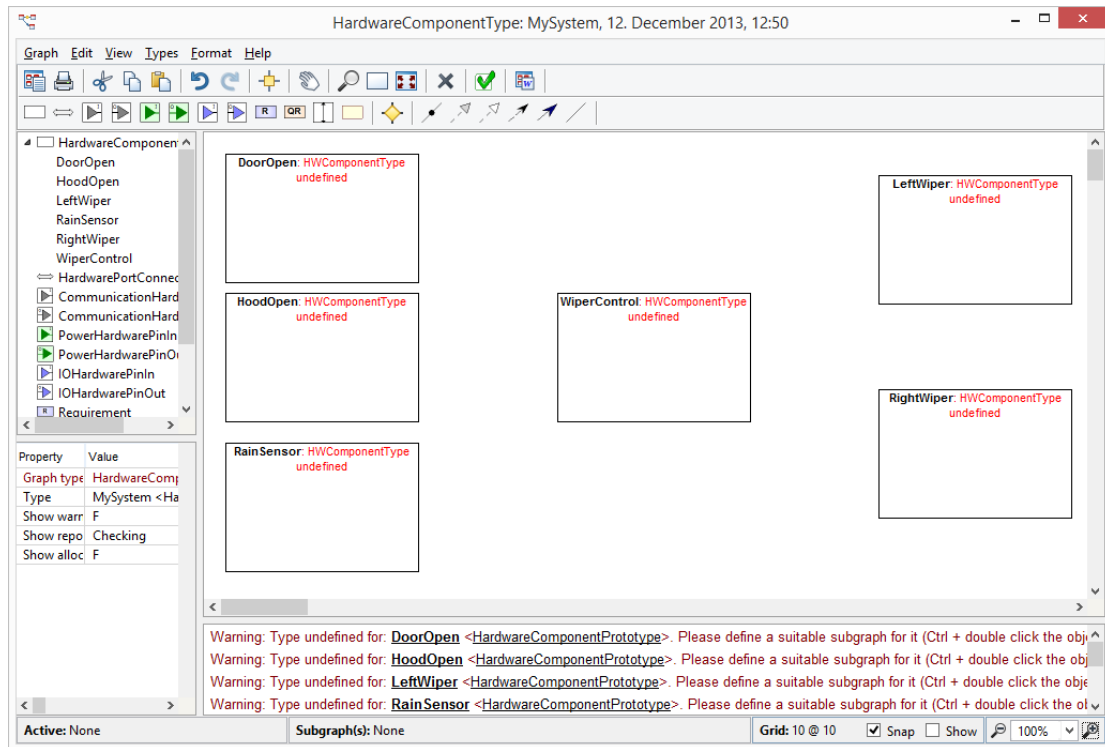 HardwareComponentType: MySystem, 12. December 2013, 12:50
Graph Edit View Types Format Help
R QR
HardwareComponen
DoorOpen
HoodOpen
LeftWiper
RainSensor
RightWiper
WiperControl
HardwarePortConnec
CommunicationHard
CommunicationHard
PowerHardwarePinIn
PowerHardwarePinOu
IOHardwarePinIn
IOHardwarePinOut
R Requirement
Property Value
Graph type HardwareComp
Type MySystem <Ha
Show warr F
Show repo Checking
Show alloc F
DoorOpen: HWComponentType
undefined
HoodOpen: HWComponentType
undefined
RainSensor: HWComponentType
undefined
WiperControl: HWComponentType
undefined
LeftWiper: HWComponentType
undefined
RightWiper: HWComponentType
undefined
Warning: Type undefined for: DoorOpen <HardwareComponentPrototype>. Please define a suitable subgraph for it (Ctrl + double click the obje
Warning: Type undefined for: HoodOpen <HardwareComponentPrototype>. Please define a suitable subgraph for it (Ctrl + double click the obj
Warning: Type undefined for: LeftWiper <HardwareComponentPrototype>. Please define a suitable subgraph for it (Ctrl + double click the obje
Warning: Type undefined for: RainSensor <HardwareComponentPrototype>. Please define a suitable subgraph for it (Ctrl + double click the ob
Active: None Subgraph(s): None Grid: 10 @ 10 Snap Show 100%